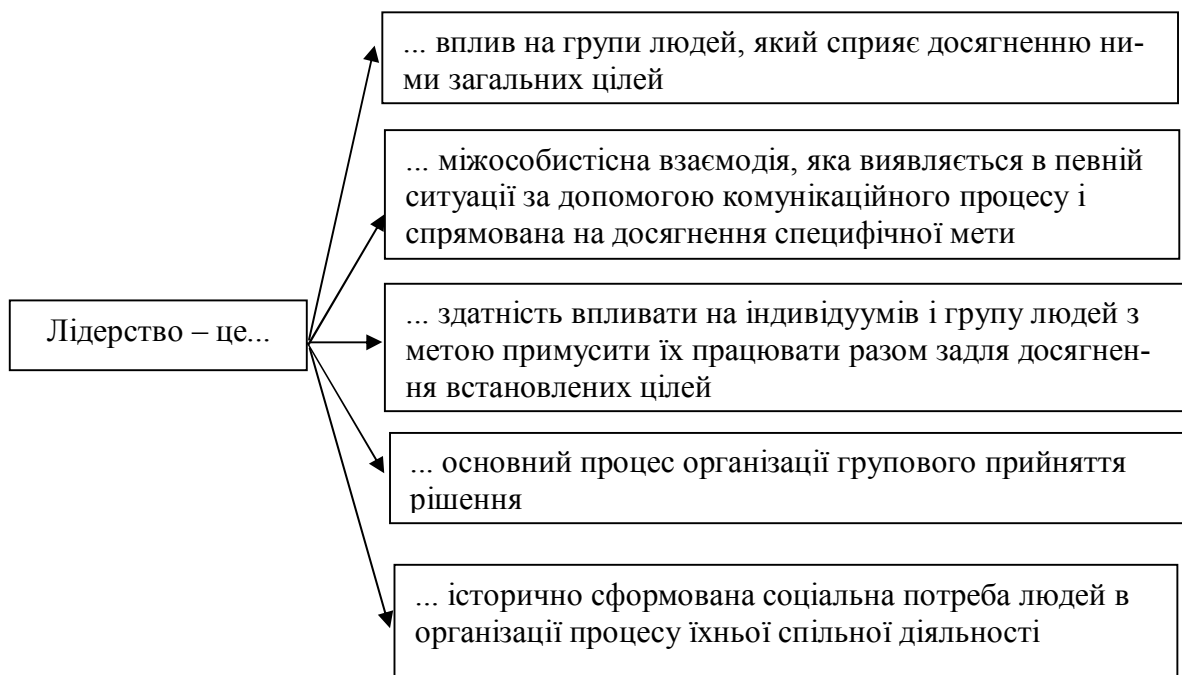 ... вплив на групи людей, який сприяє досягненню ни-
ми загальних цілей
... міжособистісна взаємодія, яка виявляється в певній
ситуації за допомогою комунікаційного процесу і
спрямована на досягнення специфічної мети
Лідерство – це...
... здатність впливати на індивідуумів і групу людей з
метою примусити їх працювати разом задля досягнен-
ня встановлених цілей
... основний процес організації групового прийняття
рішення
... історично сформована соціальна потреба людей в
організації процесу їхньої спільної діяльності